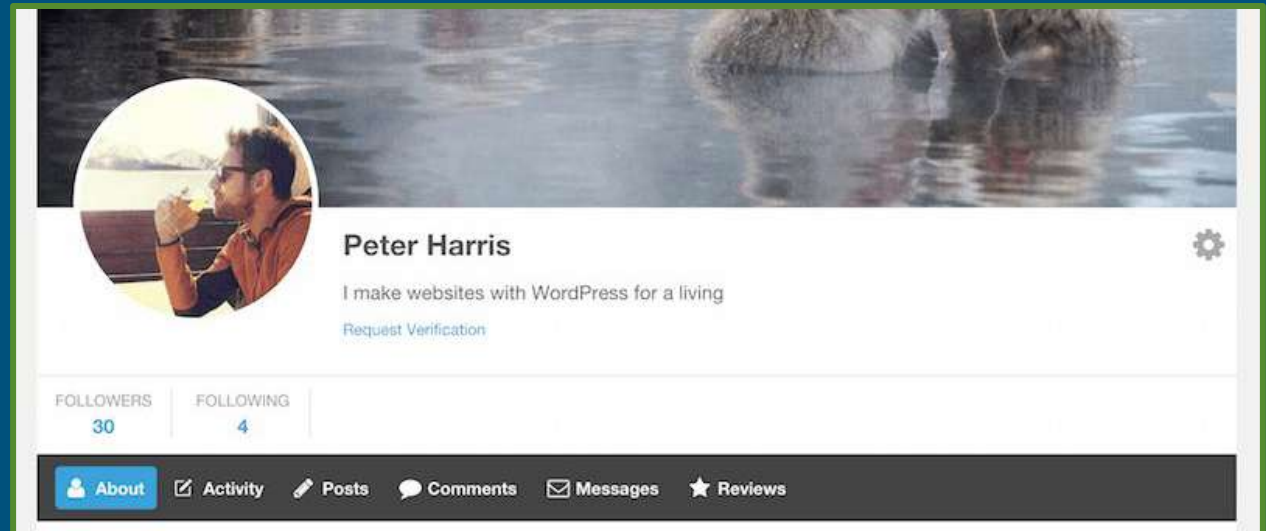 Peter Harris
I make websites with WordPress for a living
Request Verification
FOLLOWERS FOLLOWING
30 4
About Activity Posts Comments Messages Reviews